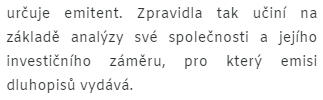 určuje emitent. Zpravidla tak učiní na
základě analýzy své společnosti a jejího
investičního záměru, pro který emisi
dluhopisů vydává.